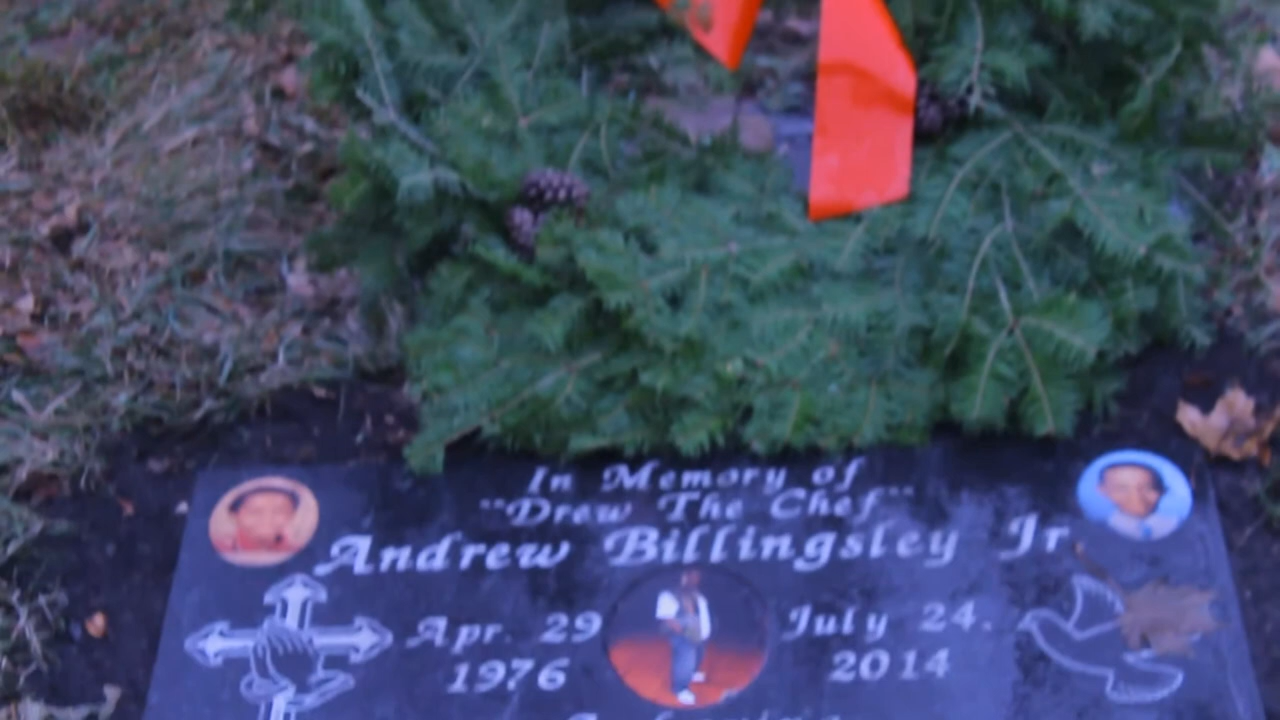 In Memory of
"Drew The Chef"
Andrew Billingsley Jr
Apr. 29
1976
July 24.
2014